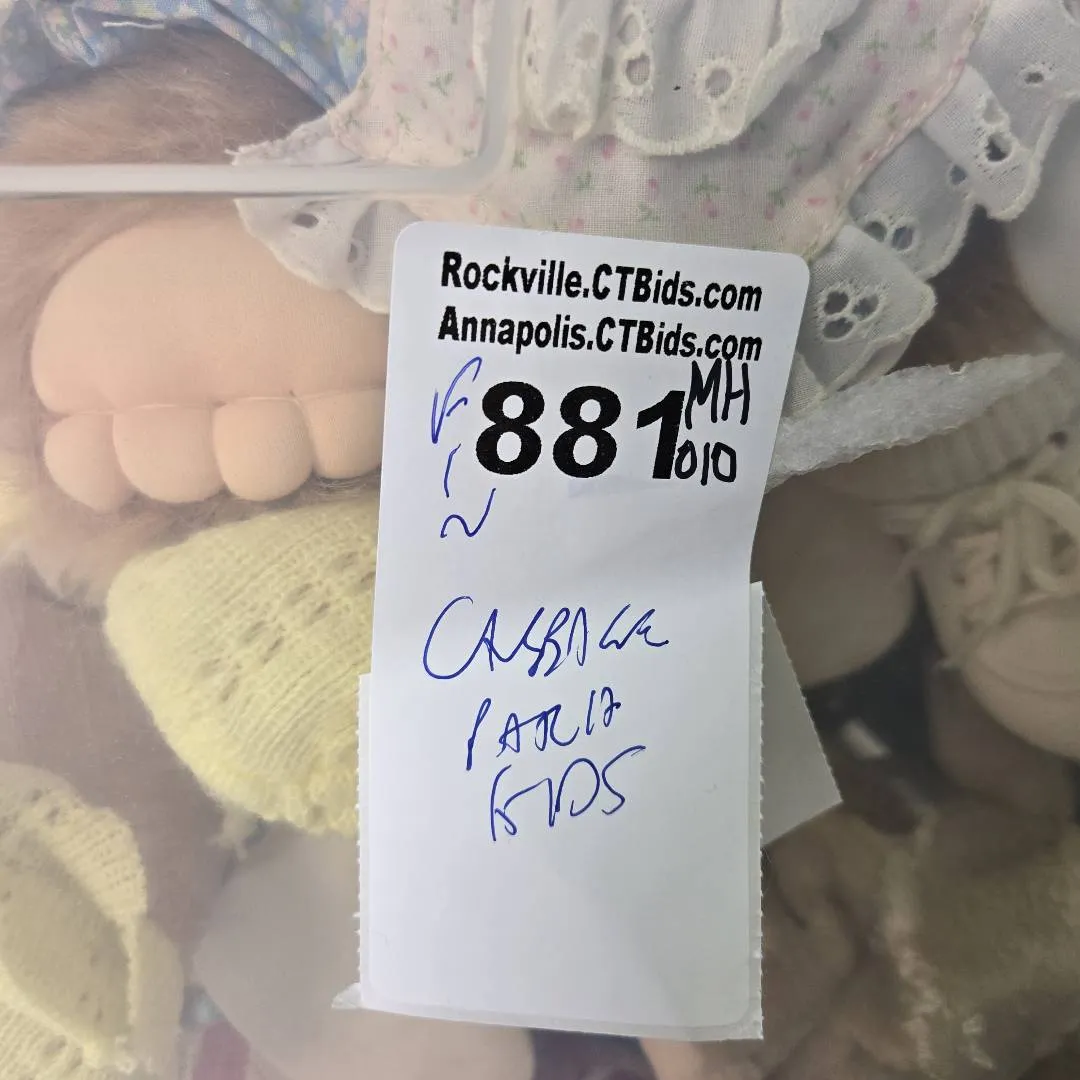 Rockville.CTBids.com
Annapolis.CTBids.com
881 MH
010
CABBAGE
PATCH
KIDS